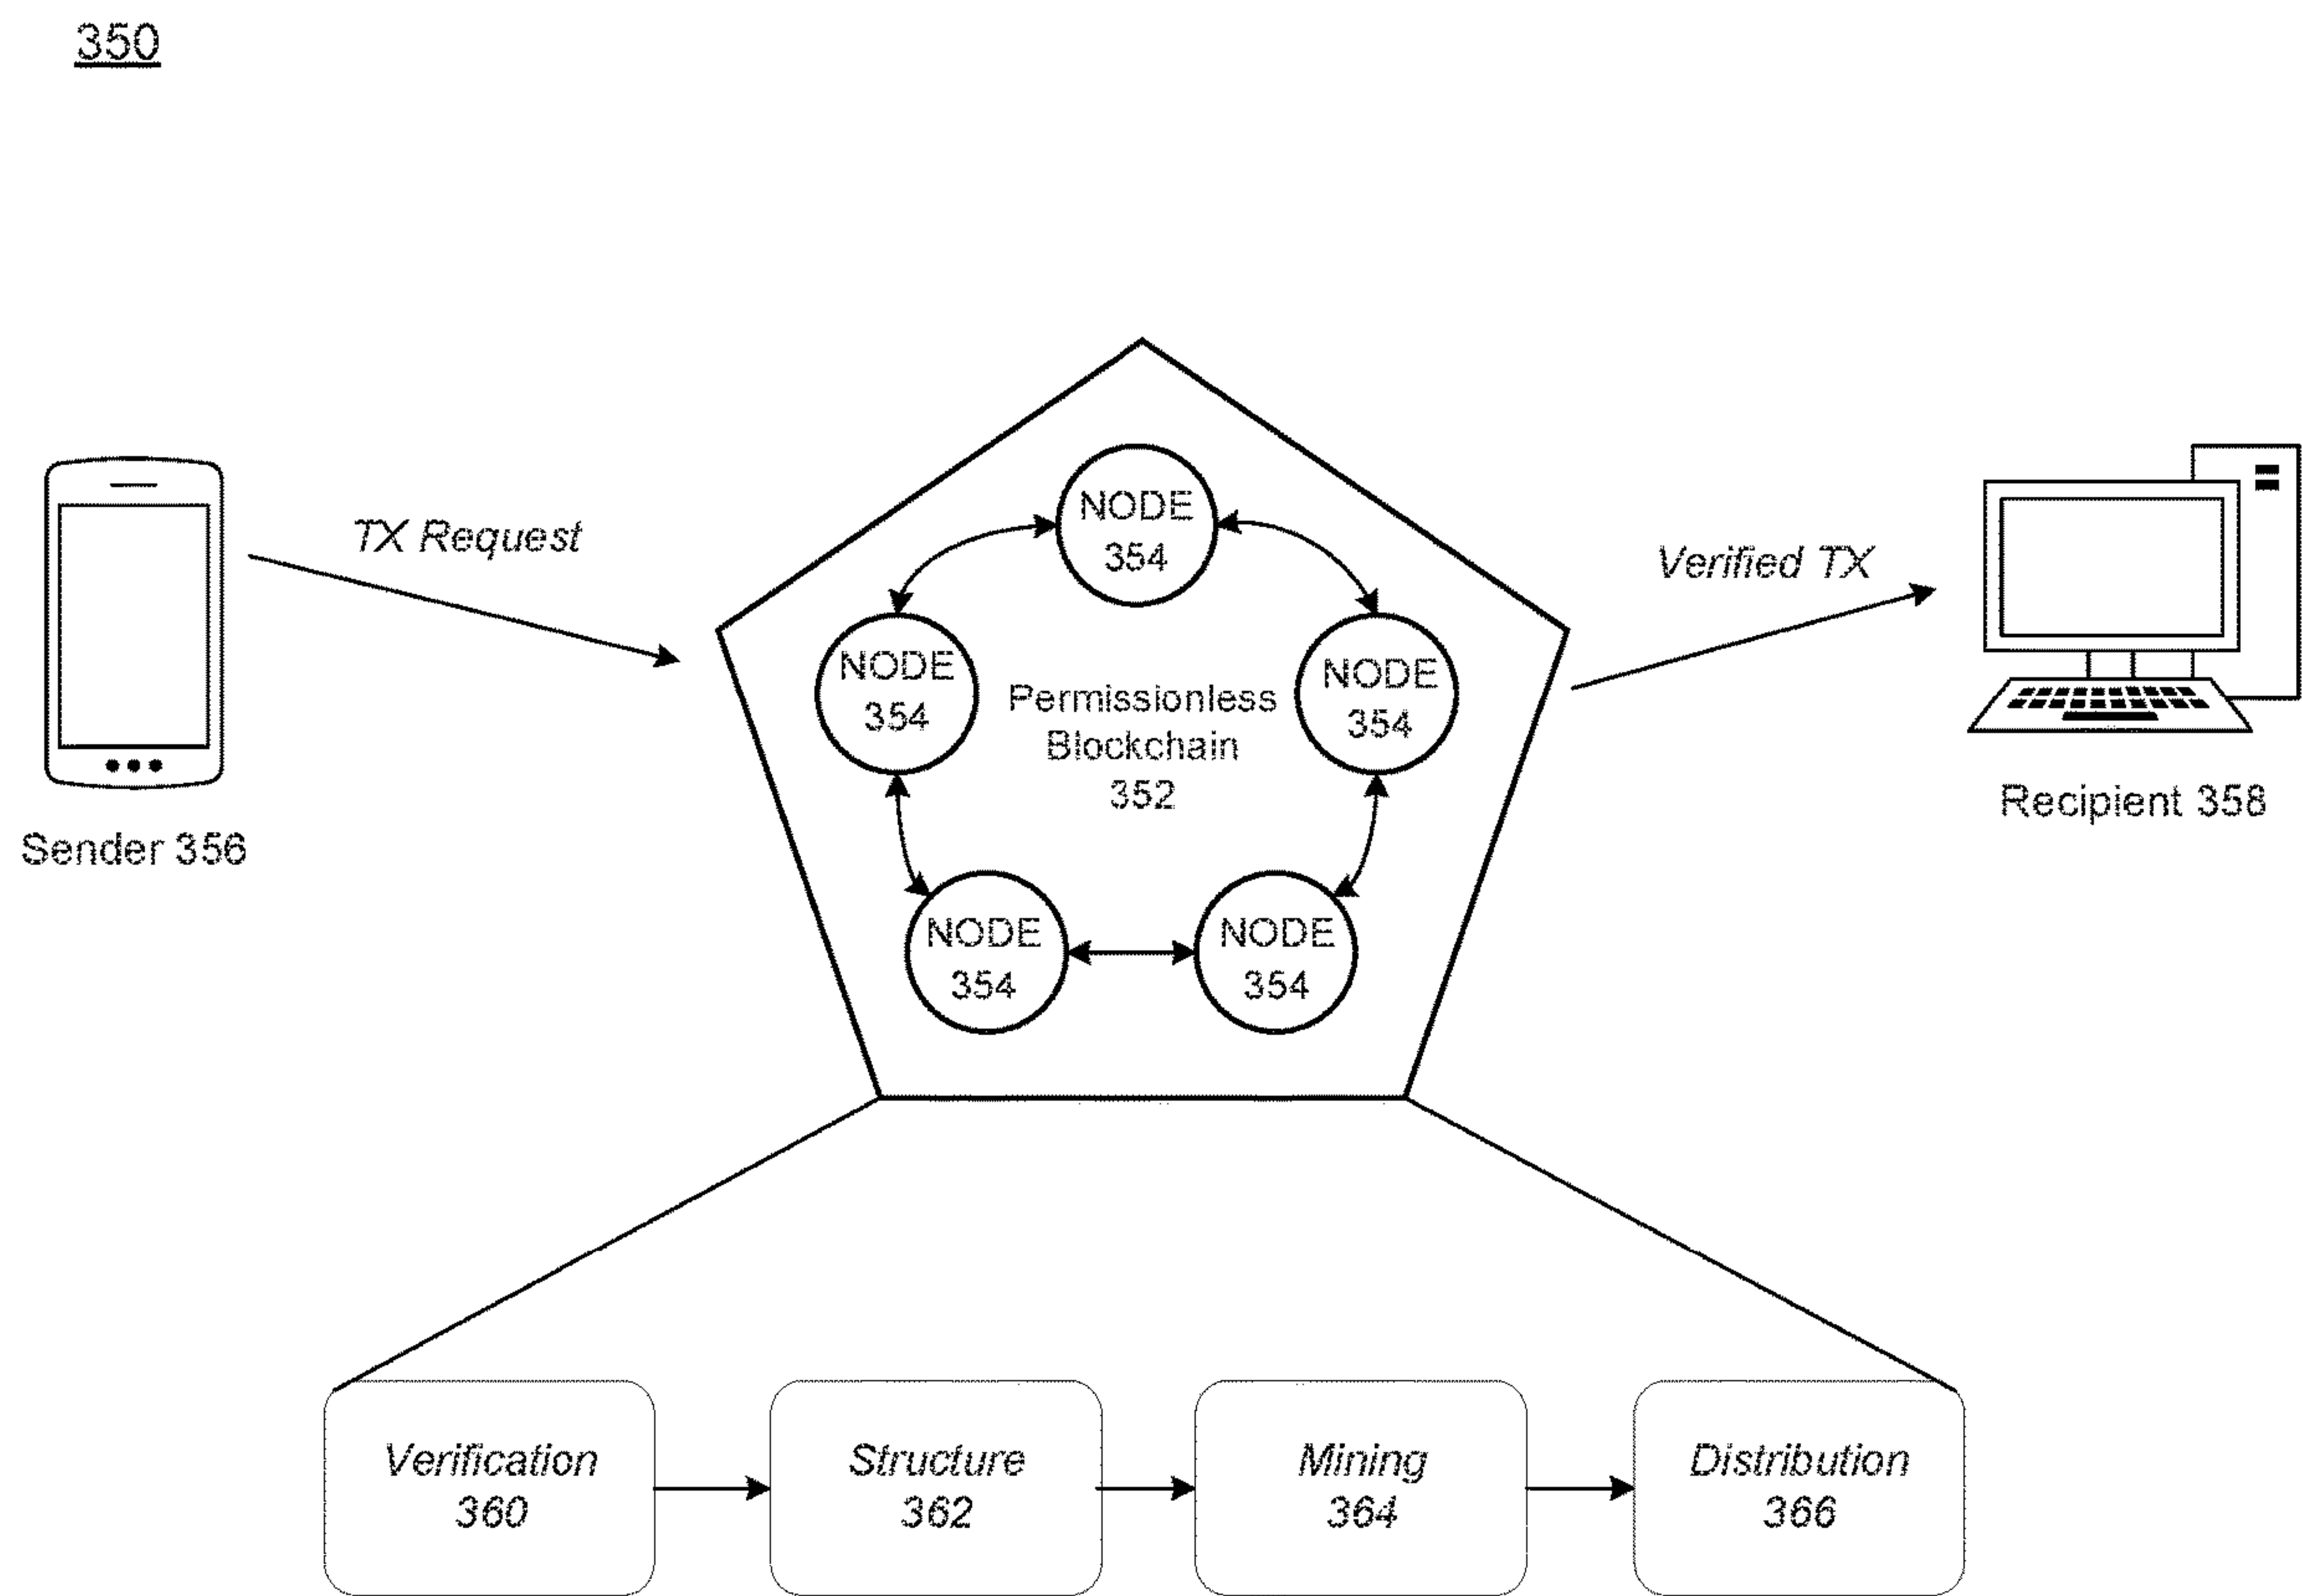 350
TX Request
Verified TX
NODE
354
NODE
354
NODE
354
Permissionless
Blockchain
352
Sender 356
Recipient 358
NODE
354
NODE
354
Verification
360
Structure
362
Mining
364
Distribution
366